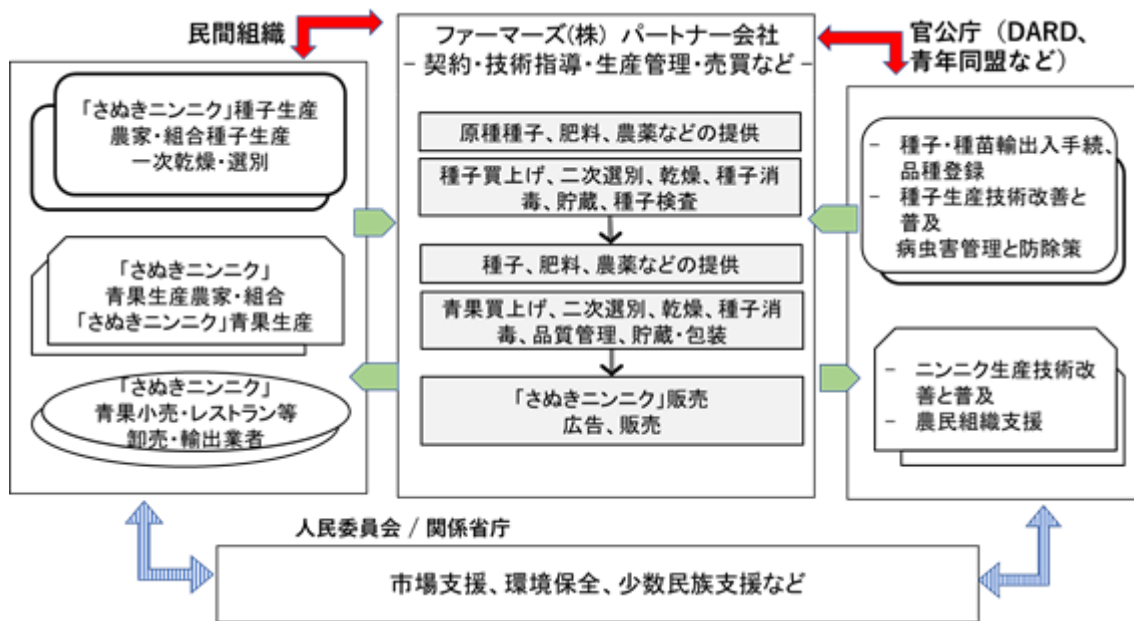 民間組織
「さぬきニンニク」種子生産
農家・組合種子生産
一次乾燥・選別
「さぬきニンニク」
青果生産農家・組合
「さぬきニンニク」青果生産
「さぬきニンニク」
青果小売・レストラン等
卸売・輸出業者
ファーマーズ(株) パートナー会社
- 契約・技術指導・生産管理・売買など -
原種種子、肥料、農薬などの提供
種子買上げ、二次選別、乾燥、種子消
毒、貯蔵、種子検査
種子、肥料、農薬などの提供
青果買上げ、二次選別、乾燥、種子消
毒、品質管理、貯蔵・包装
「さぬきニンニク」販売
広告、販売
官公庁（DARD、
青年同盟など）
- 種子・種苗輸出入手続、
品種登録
- 種子生産技術改善と
普及
病虫害管理と防除策
- ニンニク生産技術改
善と普及
- 農民組織支援
人民委員会 / 関係省庁
市場支援、環境保全、少数民族支援など